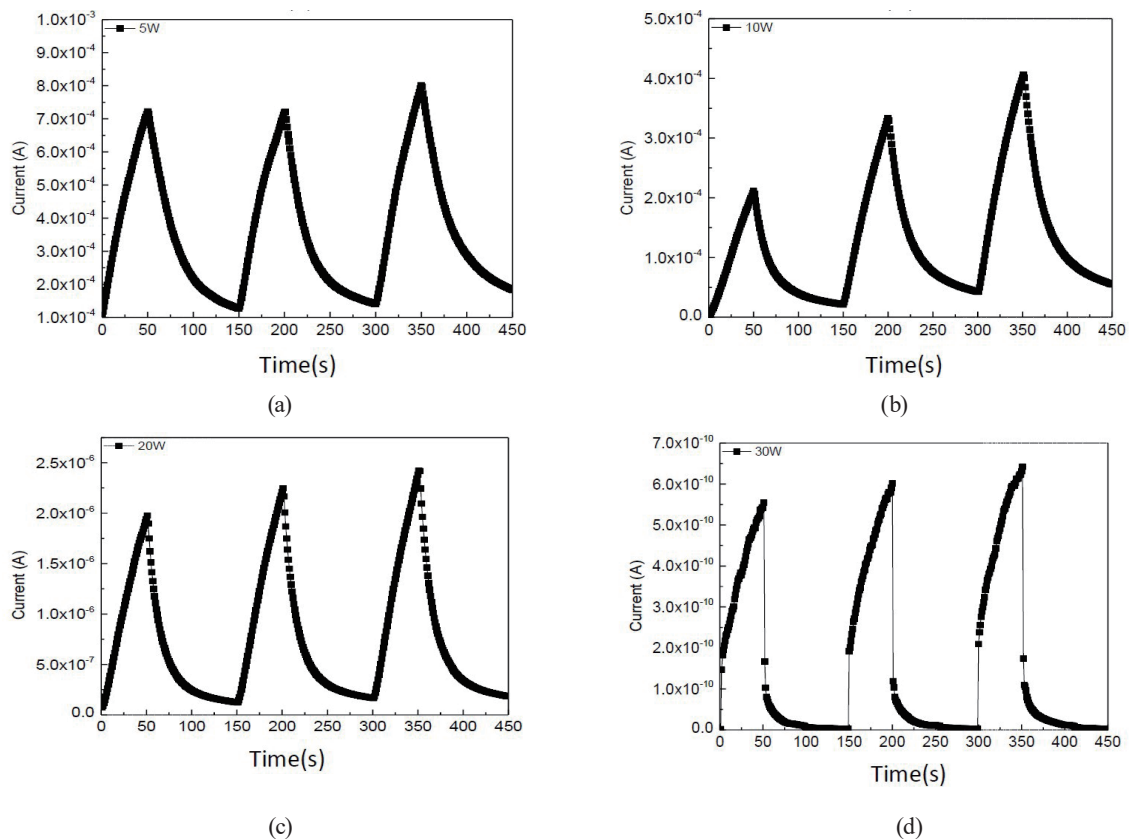 5W
1.0x10⁻³
9.0x10⁻⁴
8.0x10⁻⁴
7.0x10⁻⁴
6.0x10⁻⁴
5.0x10⁻⁴
4.0x10⁻⁴
3.0x10⁻⁴
2.0x10⁻⁴
1.0x10⁻⁴
Current (A)
0 50 100 150 200 250 300 350 400 450
Time(s)
(a)
10W
5.0x10⁻⁴
4.0x10⁻⁴
3.0x10⁻⁴
2.0x10⁻⁴
1.0x10⁻⁴
0.0
Current (A)
0 50 100 150 200 250 300 350 400 450
Time(s)
(b)
20W
2.5x10⁻⁶
2.0x10⁻⁶
1.5x10⁻⁶
1.0x10⁻⁶
5.0x10⁻⁷
0.0
Current (A)
0 50 100 150 200 250 300 350 400 450
Time(s)
(c)
30W
7.0x10⁻¹⁰
6.0x10⁻¹⁰
5.0x10⁻¹⁰
4.0x10⁻¹⁰
3.0x10⁻¹⁰
2.0x10⁻¹⁰
1.0x10⁻¹⁰
0.0
Current (A)
0 50 100 150 200 250 300 350 400 450
Time(s)
(d)